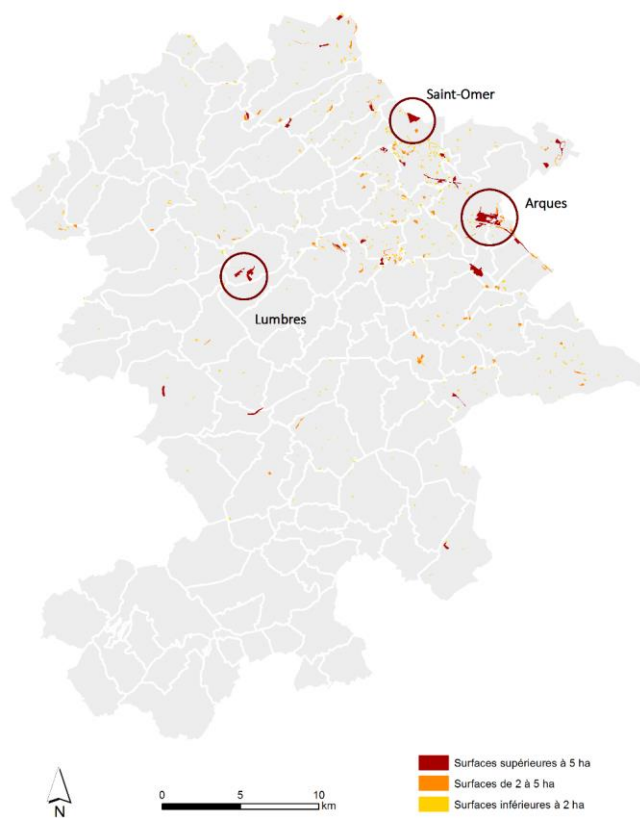 Saint-Omer
Arques
Lumbres
Surfaces supérieures à 5 ha
Surfaces de 2 à 5 ha
Surfaces inférieures à 2 ha
N
0 5 10
km